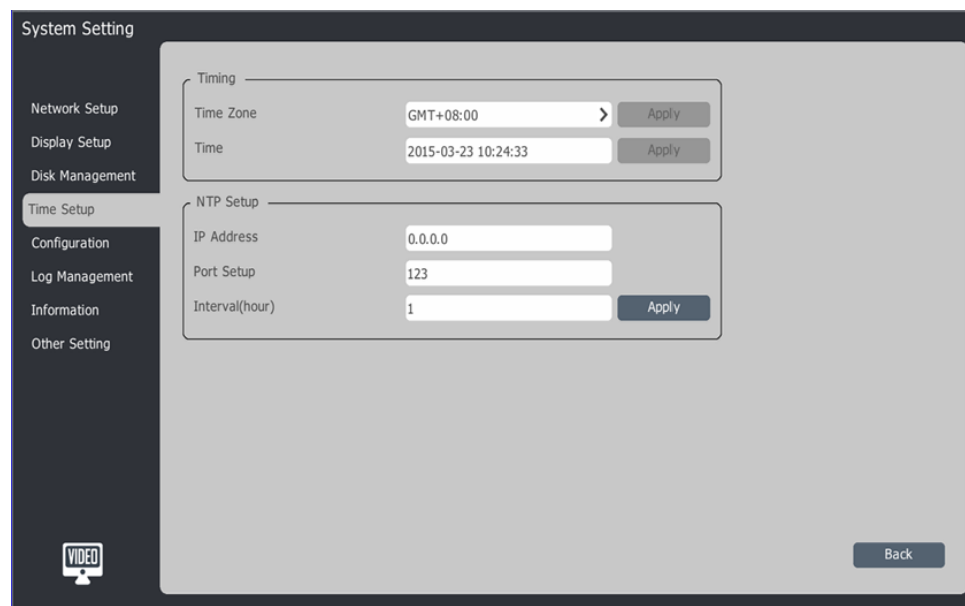 System Setting
Network Setup
Display Setup
Disk Management
Time Setup
Configuration
Log Management
Information
Other Setting
VIDEO
Timing
Time Zone GMT+08:00 > Apply
Time 2015-03-23 10:24:33 Apply
NTP Setup
IP Address 0.0.0.0
Port Setup 123
Interval(hour) 1 Apply
Back